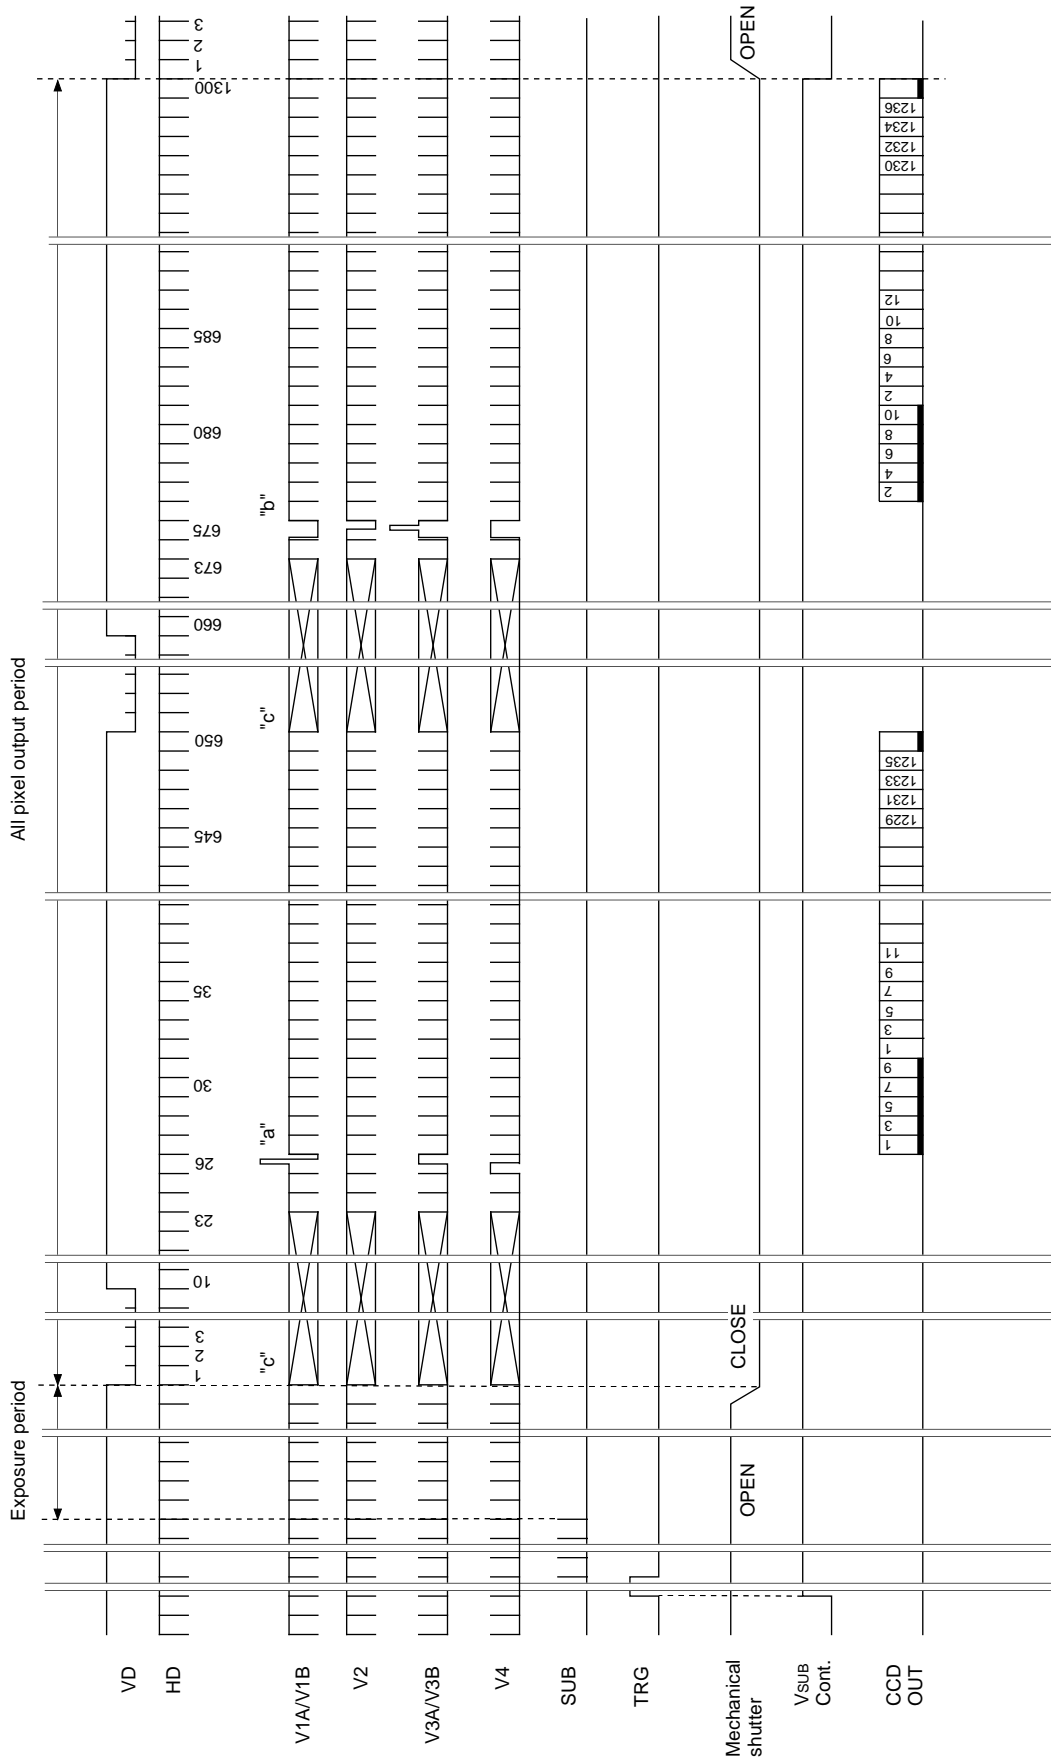 Exposure period
All pixel output period
VD
HD
1
2
3
10
23
26
30
35
645
650
660
673
675
680
685
1300
1
2
3
"c"
"a"
"c"
"b"
V1A/V1B
V2
V3A/V3B
V4
SUB
TRG
Mechanical
shutter
OPEN
CLOSE
OPEN
VSUB
Cont.
CCD
OUT
1
3
5
7
9
1
3
5
7
9
11
1229
1231
1233
1235
2
4
6
8
10
2
4
6
8
10
12
1230
1232
1234
1236